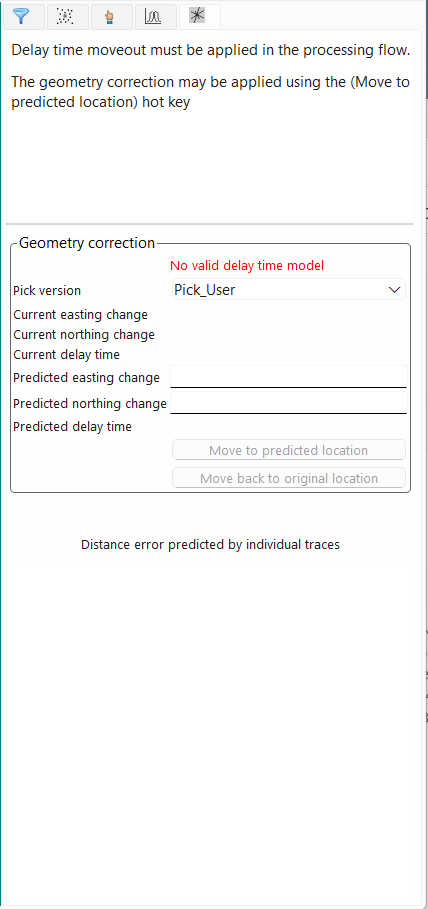 Delay time moveout must be applied in the processing flow.
The geometry correction may be applied using the (Move to
predicted location) hot key
Geometry correction
No valid delay time model
Pick version
Pick_User
Current easting change
Current northing change
Current delay time
Predicted easting change
Predicted northing change
Predicted delay time
Move to predicted location
Move back to original location
Distance error predicted by individual traces